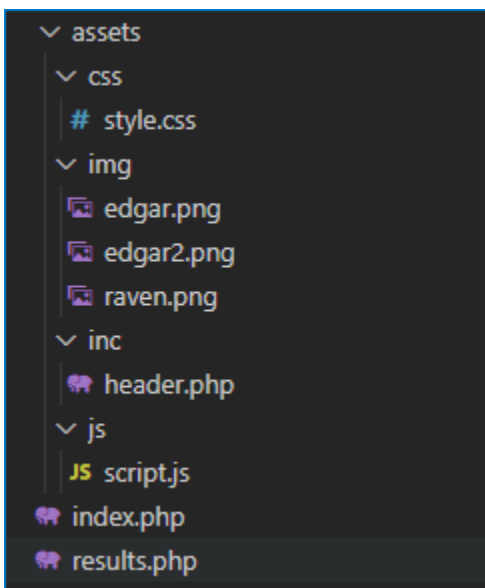 assets
css
# style.css
img
edgar.png
edgar2.png
raven.png
inc
header.php
js
JS script.js
index.php
results.php